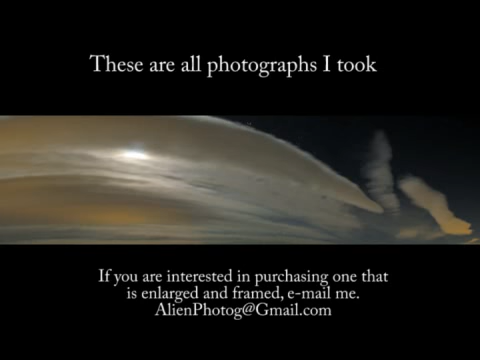 These are all photographs I took
If you are interested in purchasing one that
is enlarged and framed, e-mail me.
AlienPhotog@Gmail.com